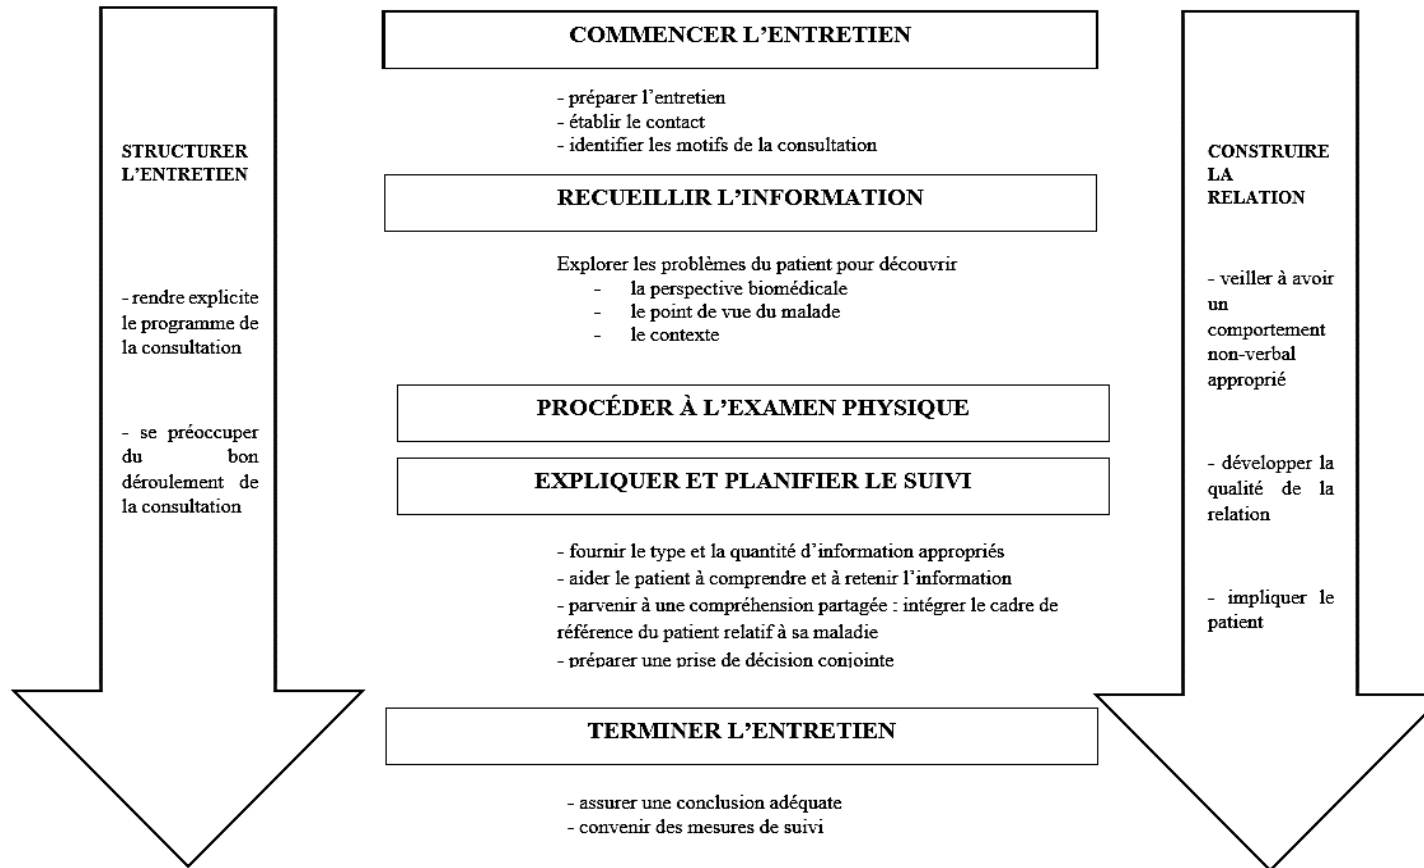 STRUCTURER
L'ENTRETIEN
- rendre explicite
le programme de
la consultation
- se préoccuper
du bon
déroulement de
la consultation
COMMENCER L'ENTRETIEN
- préparer l'entretien
- établir le contact
- identifier les motifs de la consultation
RECUEILLIR L'INFORMATION
Explorer les problèmes du patient pour découvrir
- la perspective biomédicale
- le point de vue du malade
- le contexte
PROCÉDER À L'EXAMEN PHYSIQUE
EXPLIQUER ET PLANIFIER LE SUIVI
- fournir le type et la quantité d'information appropriés
- aider le patient à comprendre et à retenir l'information
- parvenir à une compréhension partagée : intégrer le cadre de
référence du patient relatif à sa maladie
- préparer une prise de décision conjointe
TERMINER L'ENTRETIEN
- assurer une conclusion adéquate
- convenir des mesures de suivi
CONSTRUIRE
LA
RELATION
- veiller à avoir
un
comportement
non-verbal
approprié
- développer la
qualité de la
relation
- impliquer le
patient